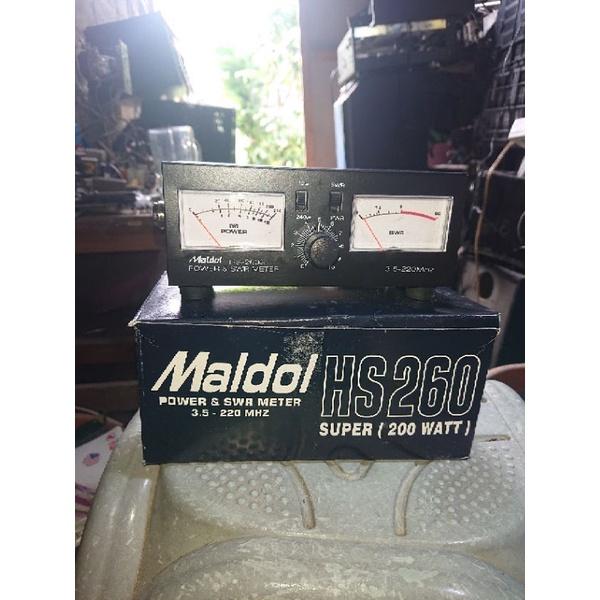 SWR
POWER
SWR
PWR
Maldol
POWER & SWR METER
3.5-220MHz
Maldol
POWER & SWR METER
3.5 - 220 MHZ
HS260
SUPER ( 200 WATT )